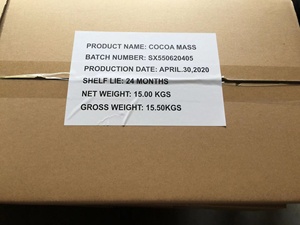 PRODUCT NAME: COCOA MASS
BATCH NUMBER: SX550620405
PRODUCTION DATE: APRIL.30,2020
SHELF LIE: 24 MONTHS
NET WEIGHT: 15.00 KGS
GROSS WEIGHT: 15.50KGS